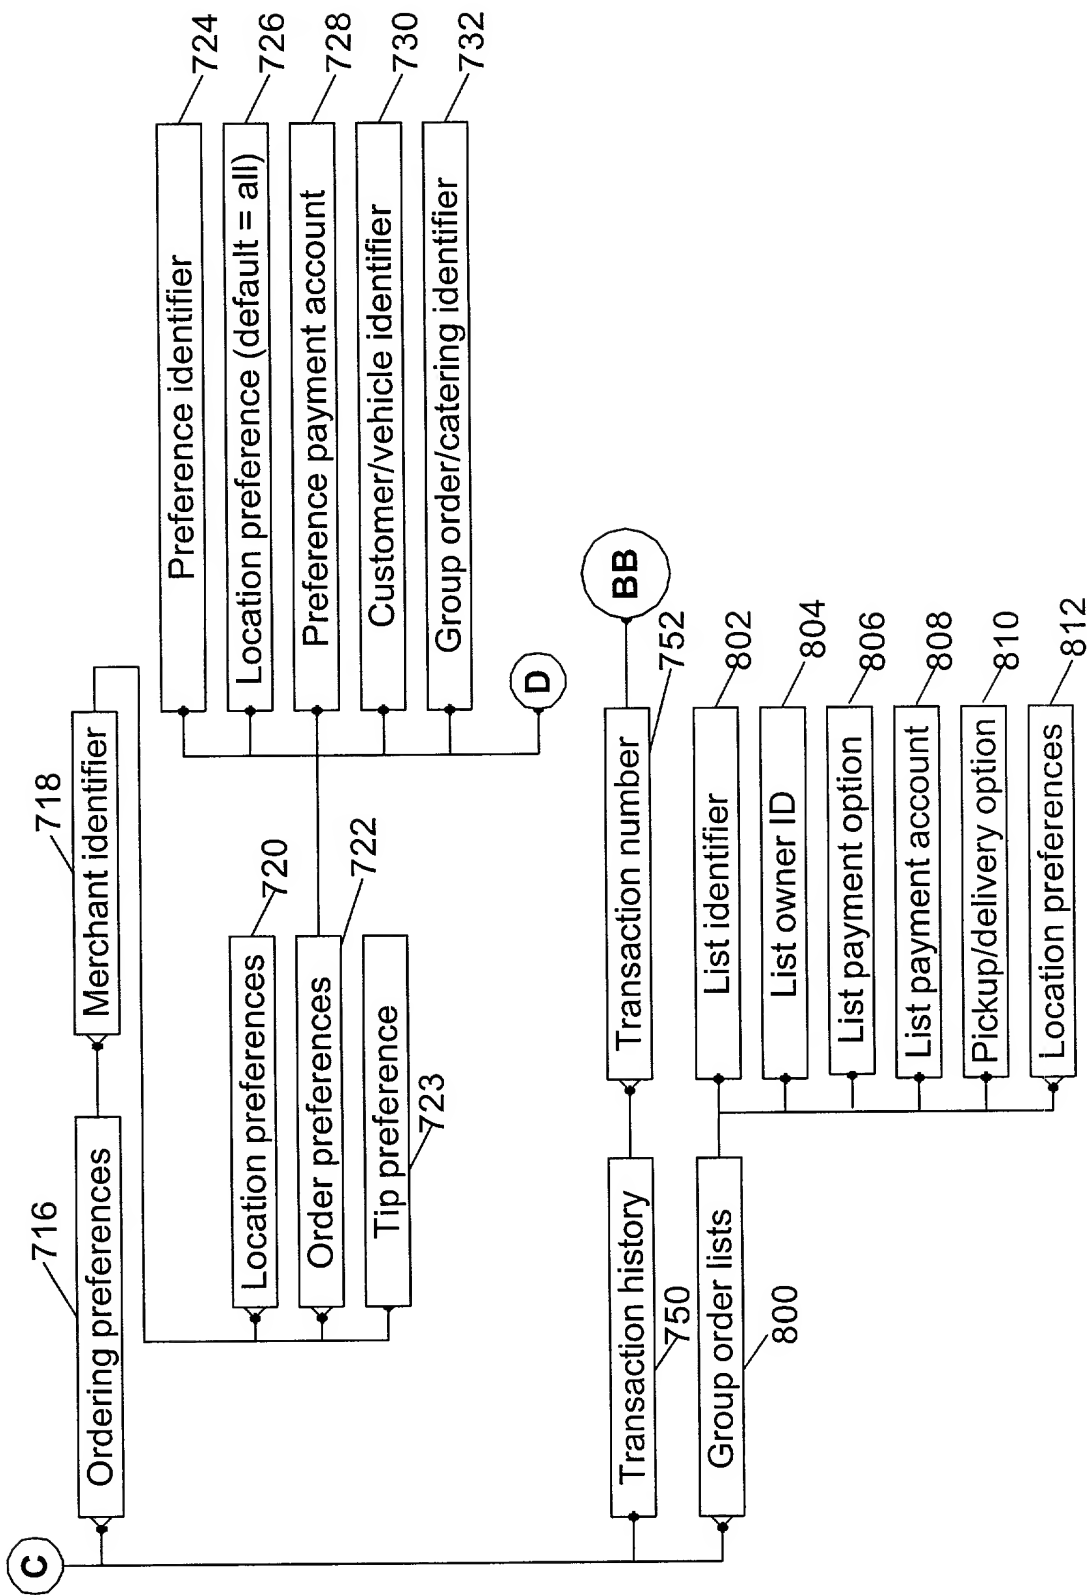 C
716
Ordering preferences
718
Merchant identifier
Location preferences
720
Order preferences
722
Tip preference
723
Preference identifier
724
Location preference (default = all)
726
Preference payment account
728
Customer/vehicle identifier
730
Group order/catering identifier
732
D
Transaction history
750
Transaction number
752
BB
Group order lists
800
List identifier
802
List owner ID
804
List payment option
806
List payment account
808
Pickup/delivery option
810
Location preferences
812